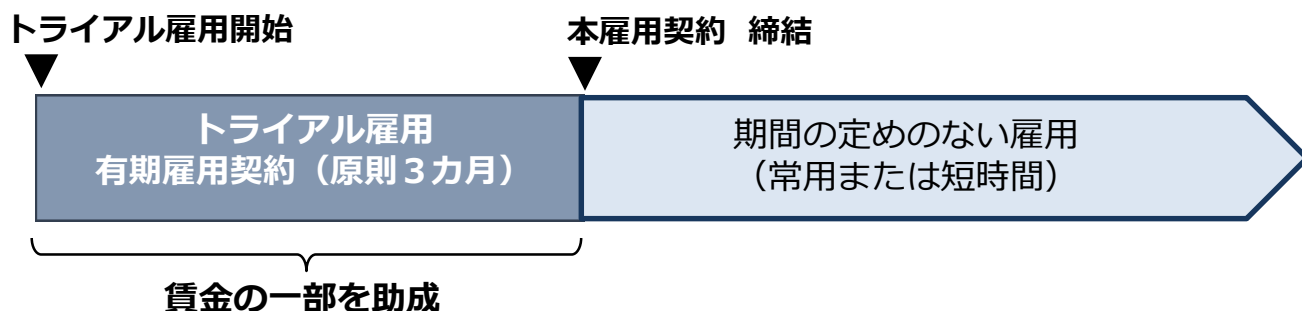 トライアル雇用開始
本雇用契約 締結
トライアル雇用
有期雇用契約（原則３カ月）
期間の定めのない雇用
（常用または短時間）
賃金の一部を助成